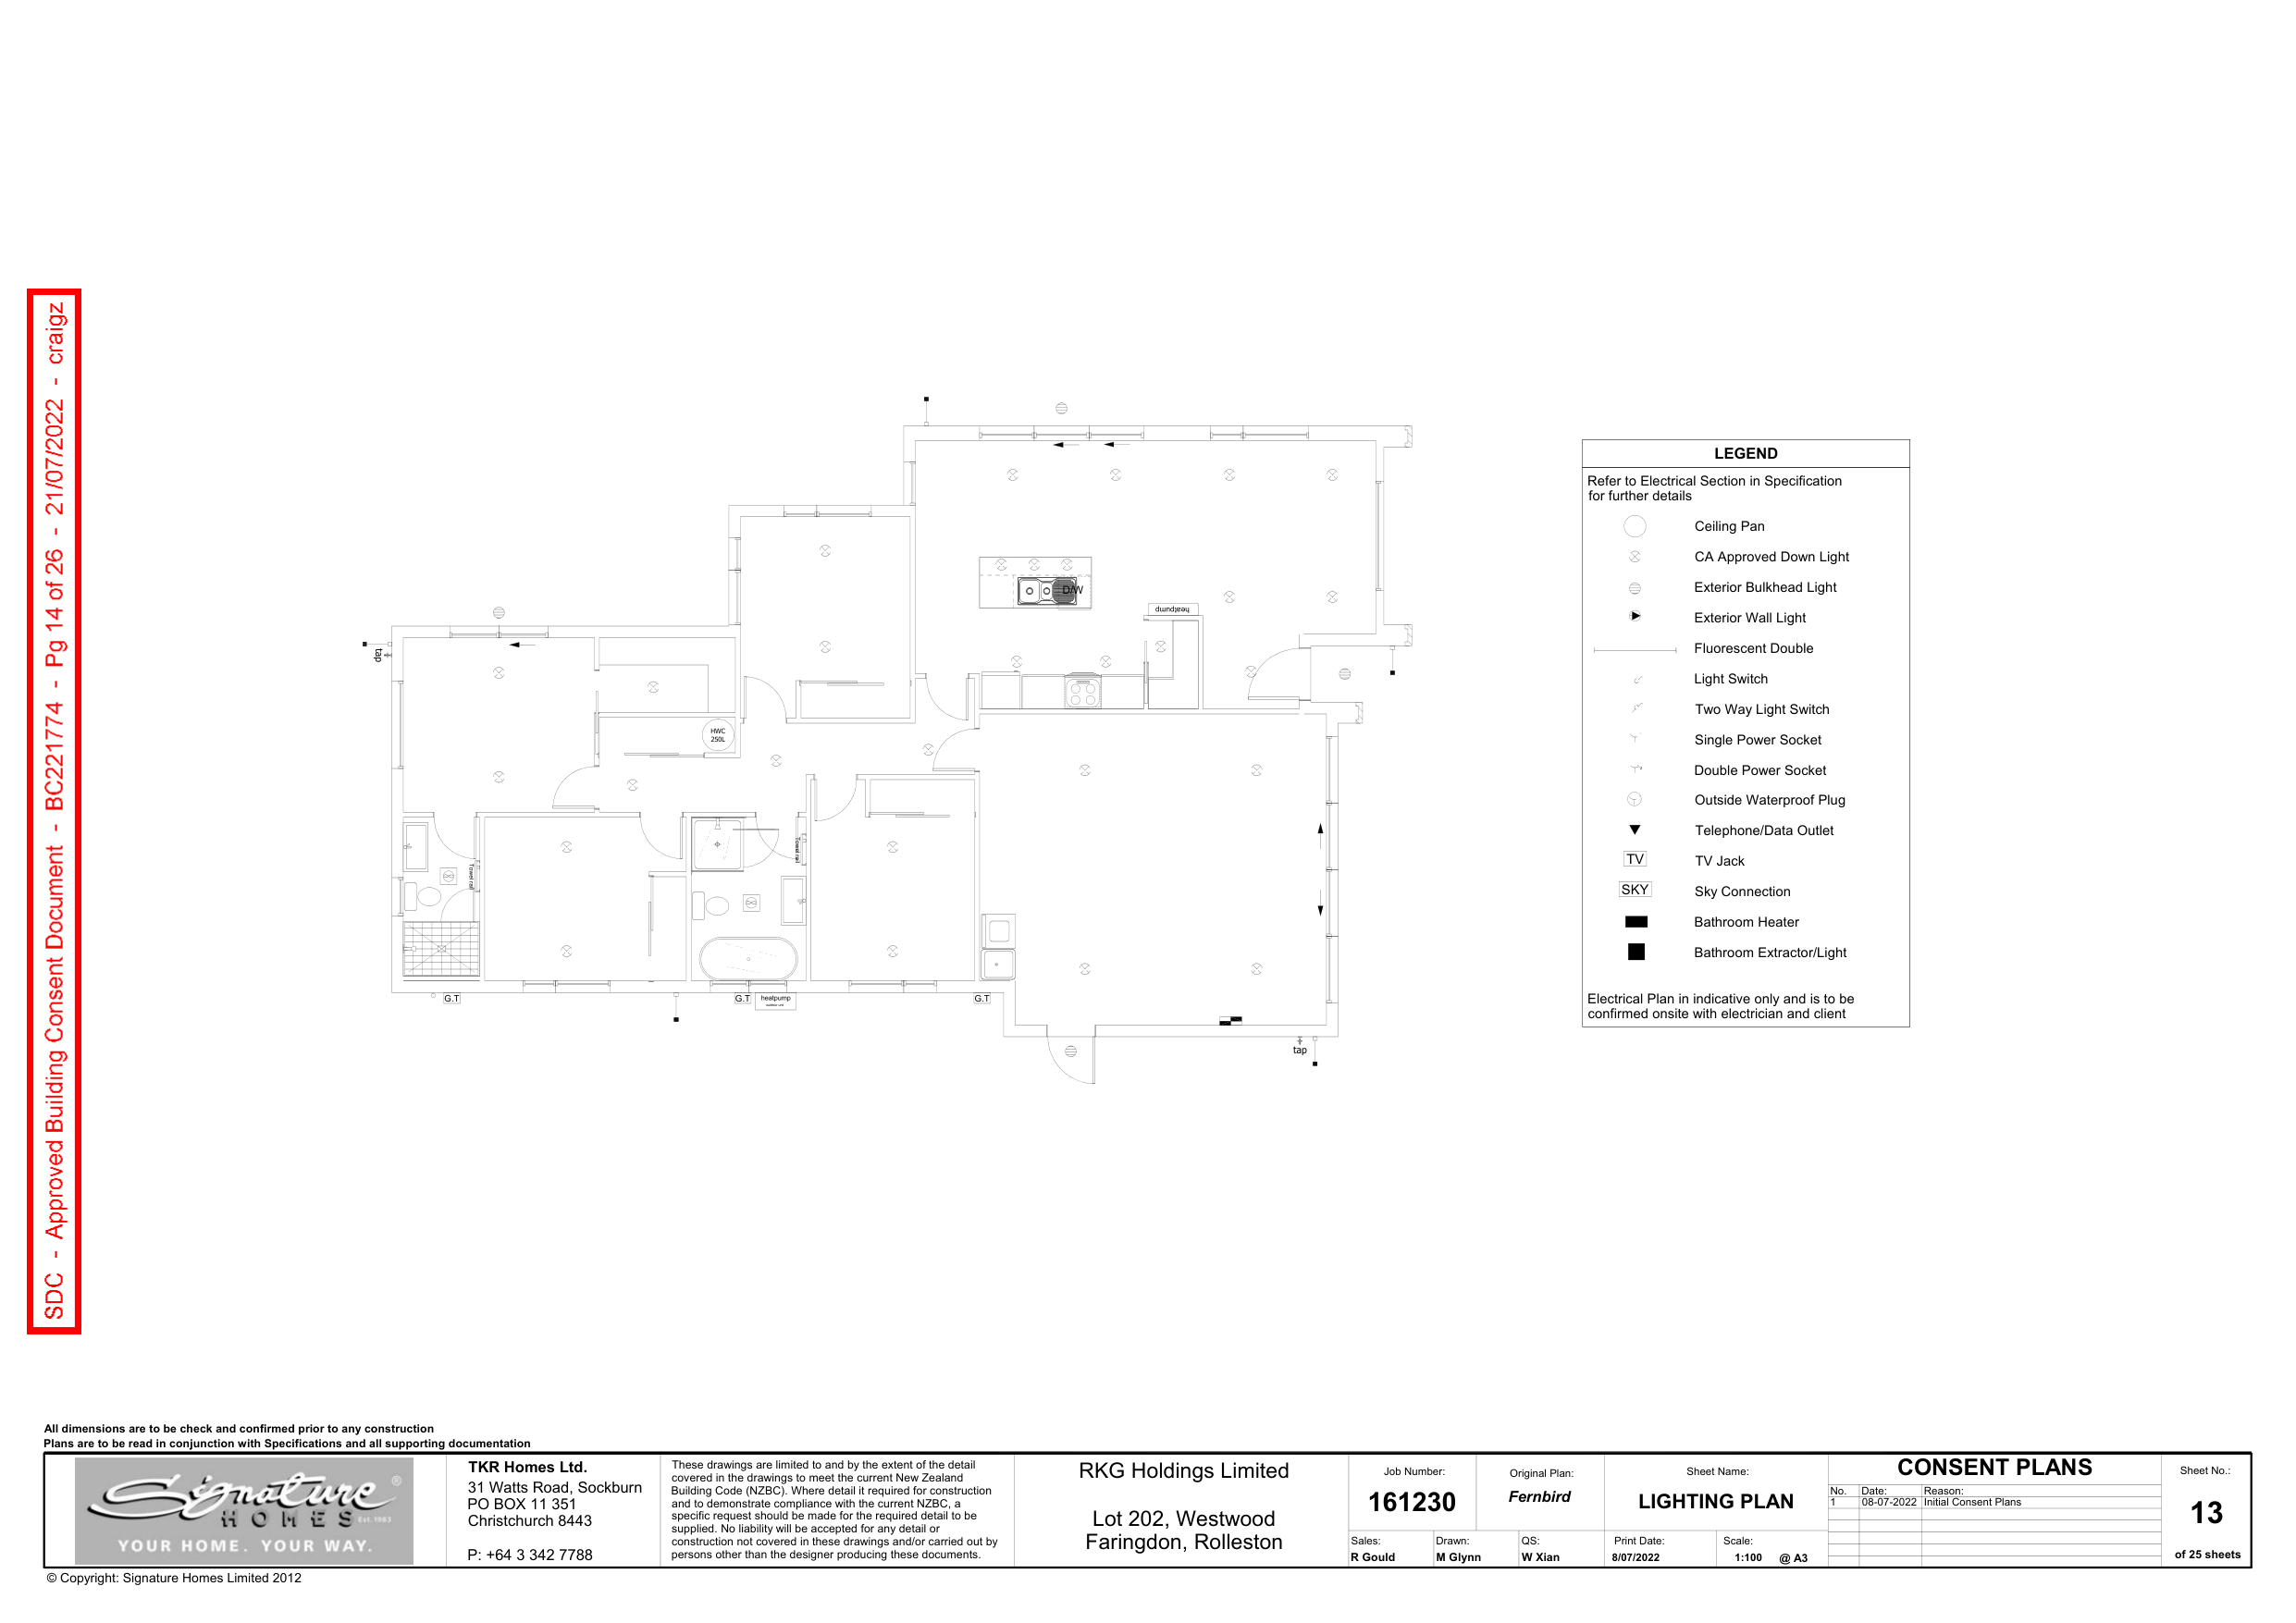 SDC - Approved Building Consent Document - BC221774 - Pg 14 of 26 - 21/07/2022 - craigz
tap
HWC
250L
D/W
heatpump
Towel rail
Towel rail
G.T
G.T
heatpump
G.T
tap
LEGEND
Refer to Electrical Section in Specification
for further details
Ceiling Pan
CA Approved Down Light
Exterior Bulkhead Light
Exterior Wall Light
Fluorescent Double
Light Switch
Two Way Light Switch
Single Power Socket
Double Power Socket
Outside Waterproof Plug
Telephone/Data Outlet
TV TV Jack
SKY Sky Connection
Bathroom Heater
Bathroom Extractor/Light
Electrical Plan in indicative only and is to be
confirmed onsite with electrician and client
All dimensions are to be check and confirmed prior to any construction
Plans are to be read in conjunction with Specifications and all supporting documentation
Signature ®
HOMES Est. 1983
YOUR HOME. YOUR WAY.
TKR Homes Ltd.
31 Watts Road, Sockburn
PO BOX 11 351
Christchurch 8443
P: +64 3 342 7788
These drawings are limited to and by the extent of the detail
covered in the drawings to meet the current New Zealand
Building Code (NZBC). Where detail it required for construction
and to demonstrate compliance with the current NZBC, a
specific request should be made for the required detail to be
supplied. No liability will be accepted for any detail or
construction not covered in these drawings and/or carried out by
persons other than the designer producing these documents.
RKG Holdings Limited
Lot 202, Westwood
Faringdon, Rolleston
Job Number:
161230
Original Plan:
Fernbird
Sheet Name:
LIGHTING PLAN
Sales:
R Gould
Drawn:
M Glynn
QS:
W Xian
Print Date:
8/07/2022
Scale:
1:100 @ A3
CONSENT PLANS
No. Date: Reason:
1 08-07-2022 Initial Consent Plans
Sheet No.:
13
of 25 sheets
© Copyright: Signature Homes Limited 2012